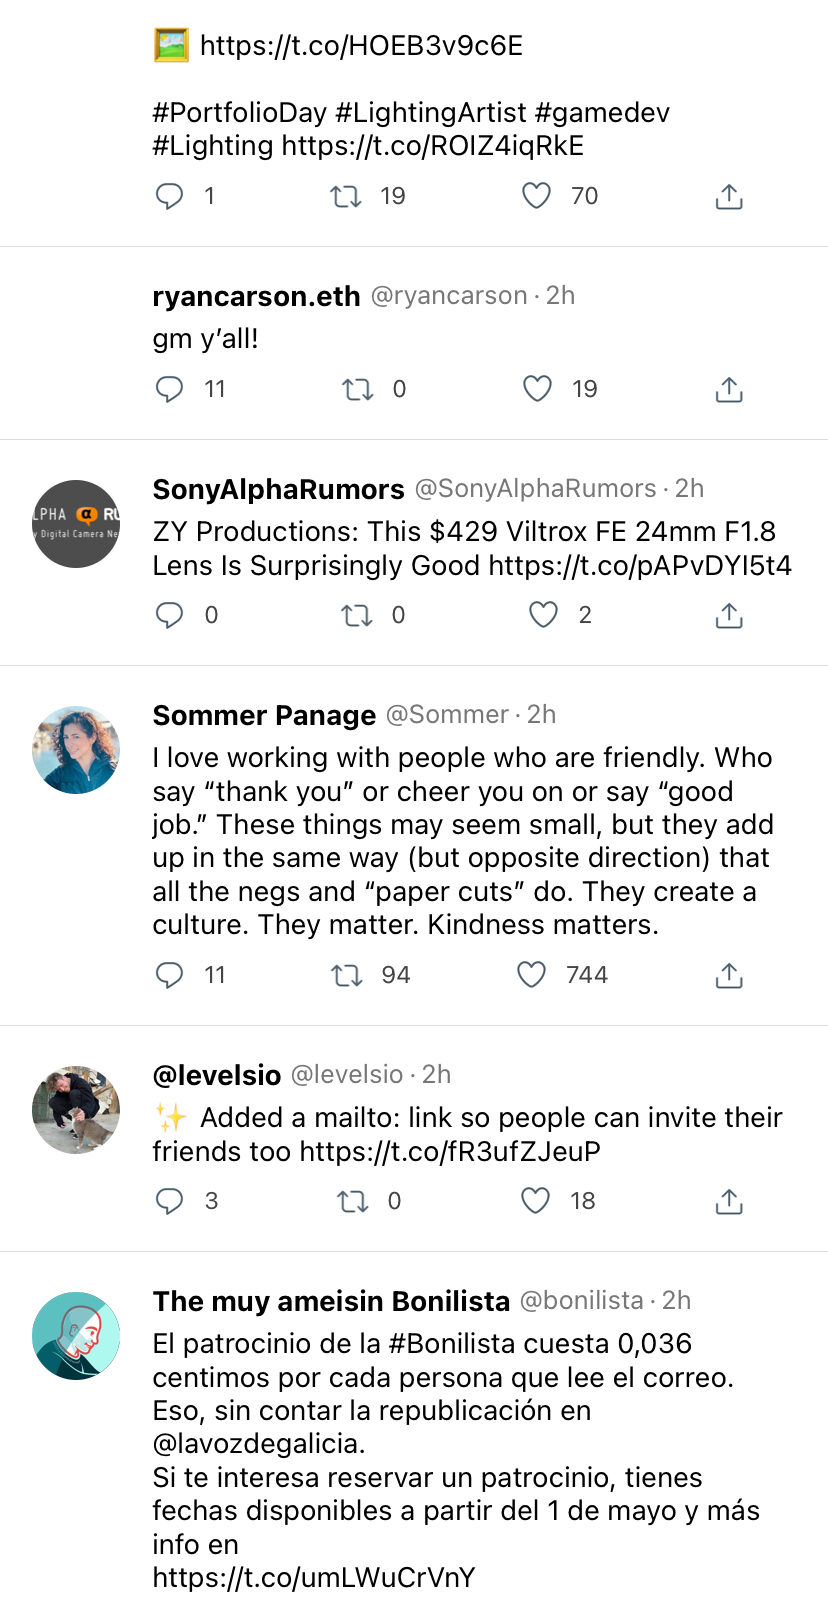 🖼️ https://t.co/HOEB3v9c6E
#PortfolioDay #LightingArtist #gamedev
#Lighting https://t.co/ROIZ4iqRkE
1 19 70
ryancarson.eth @ryancarson · 2h
gm y’all!
11 0 19
SonyAlphaRumors @SonyAlphaRumors · 2h
LPHA α RU
y Digital Camera Ne
ZY Productions: This $429 Viltrox FE 24mm F1.8
Lens Is Surprisingly Good https://t.co/pAPvDYI5t4
0 0 2
Sommer Panage @Sommer · 2h
I love working with people who are friendly. Who
say “thank you” or cheer you on or say “good
job.” These things may seem small, but they add
up in the same way (but opposite direction) that
all the negs and “paper cuts” do. They create a
culture. They matter. Kindness matters.
11 94 744
@levelsio @levelsio · 2h
✨ Added a mailto: link so people can invite their
friends too https://t.co/fR3ufZJeuP
3 0 18
The muy ameisin Bonilista @bonilista · 2h
El patrocinio de la #Bonilista cuesta 0,036
centimos por cada persona que lee el correo.
Eso, sin contar la republicación en
@lavozdegalicia.
Si te interesa reservar un patrocinio, tienes
fechas disponibles a partir del 1 de mayo y más
info en
https://t.co/umLWuCrVnY